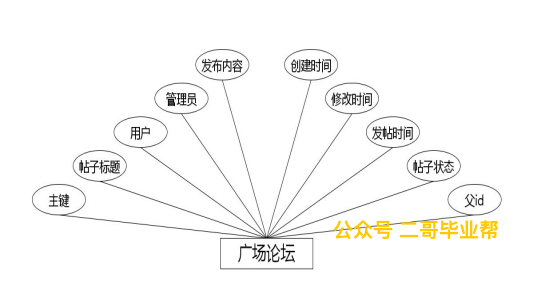 发布内容
创建时间
管理员
修改时间
用户
发帖时间
帖子标题
帖子状态
主键
父id
公众号 二哥毕业帮
广场论坛